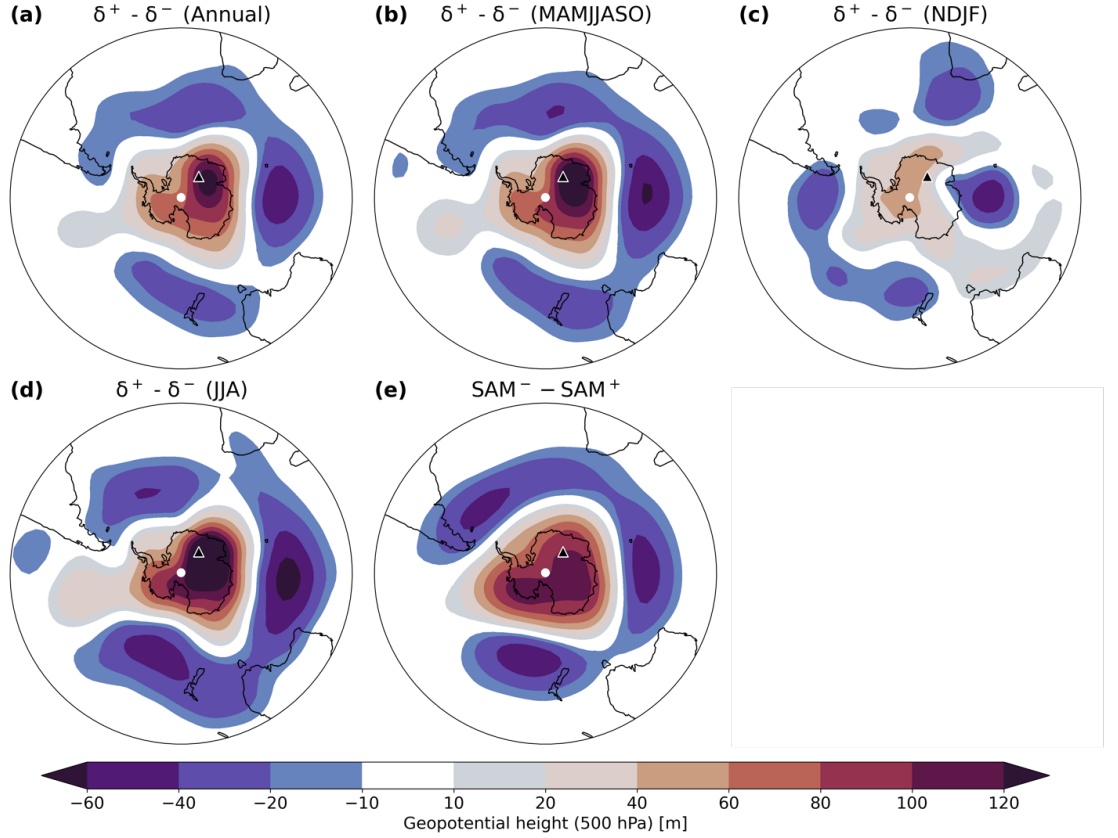 (a) δ⁺ - δ⁻ (Annual)
(b) δ⁺ - δ⁻ (MAMJJASO)
(c) δ⁺ - δ⁻ (NDJF)
(d) δ⁺ - δ⁻ (JJA)
(e) SAM⁻ − SAM⁺
−60 −40 −20 −10 10 20 40 60 80 100 120
Geopotential height (500 hPa) [m]